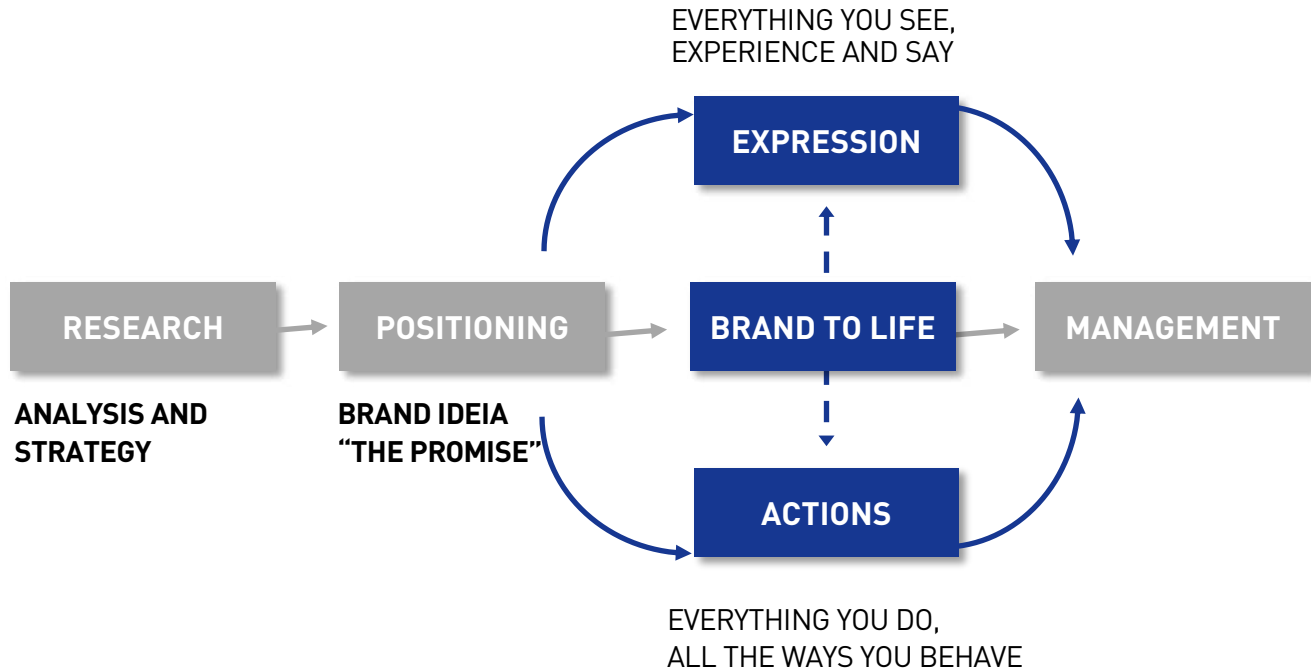 EVERYTHING YOU SEE,
EXPERIENCE AND SAY
EXPRESSION
RESEARCH
POSITIONING
BRAND TO LIFE
MANAGEMENT
ANALYSIS AND
STRATEGY
BRAND IDEIA
“THE PROMISE”
ACTIONS
EVERYTHING YOU DO,
ALL THE WAYS YOU BEHAVE